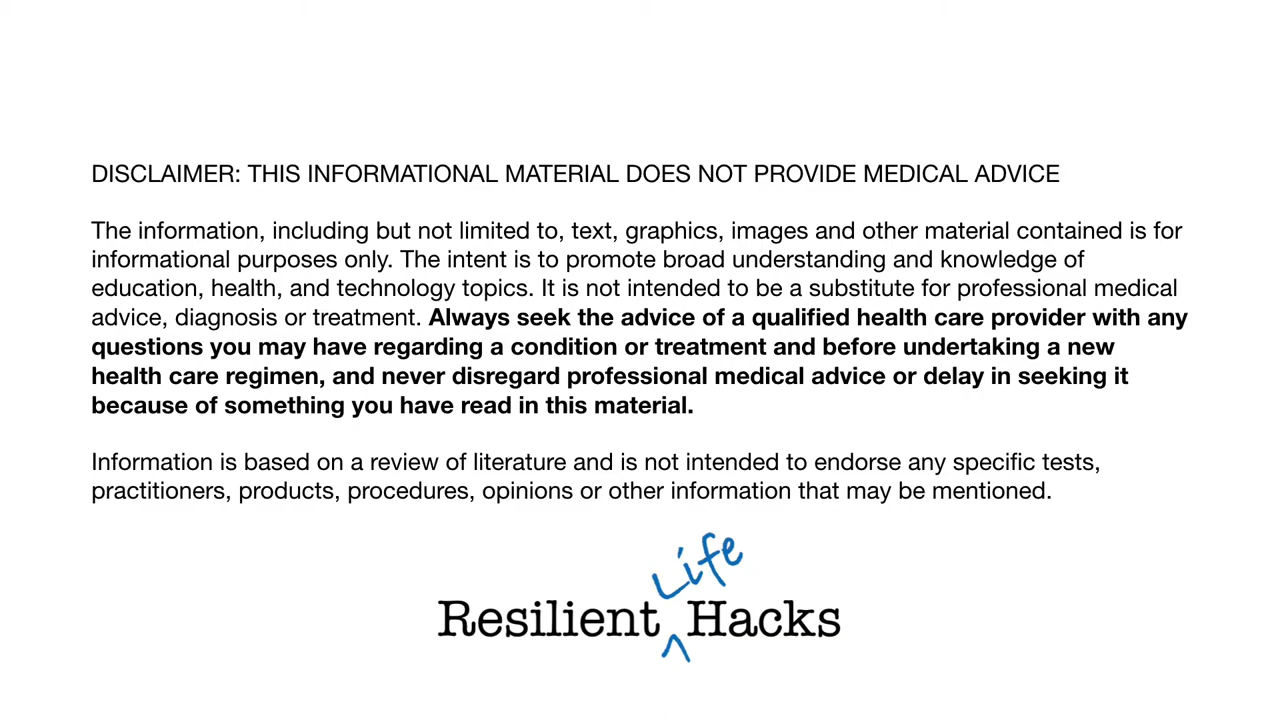 DISCLAIMER: THIS INFORMATIONAL MATERIAL DOES NOT PROVIDE MEDICAL ADVICE
The information, including but not limited to, text, graphics, images and other material contained is for
informational purposes only. The intent is to promote broad understanding and knowledge of
education, health, and technology topics. It is not intended to be a substitute for professional medical
advice, diagnosis or treatment. Always seek the advice of a qualified health care provider with any
questions you may have regarding a condition or treatment and before undertaking a new
health care regimen, and never disregard professional medical advice or delay in seeking it
because of something you have read in this material.
Information is based on a review of literature and is not intended to endorse any specific tests,
practitioners, products, procedures, opinions or other information that may be mentioned.
Life
Resilient Hacks